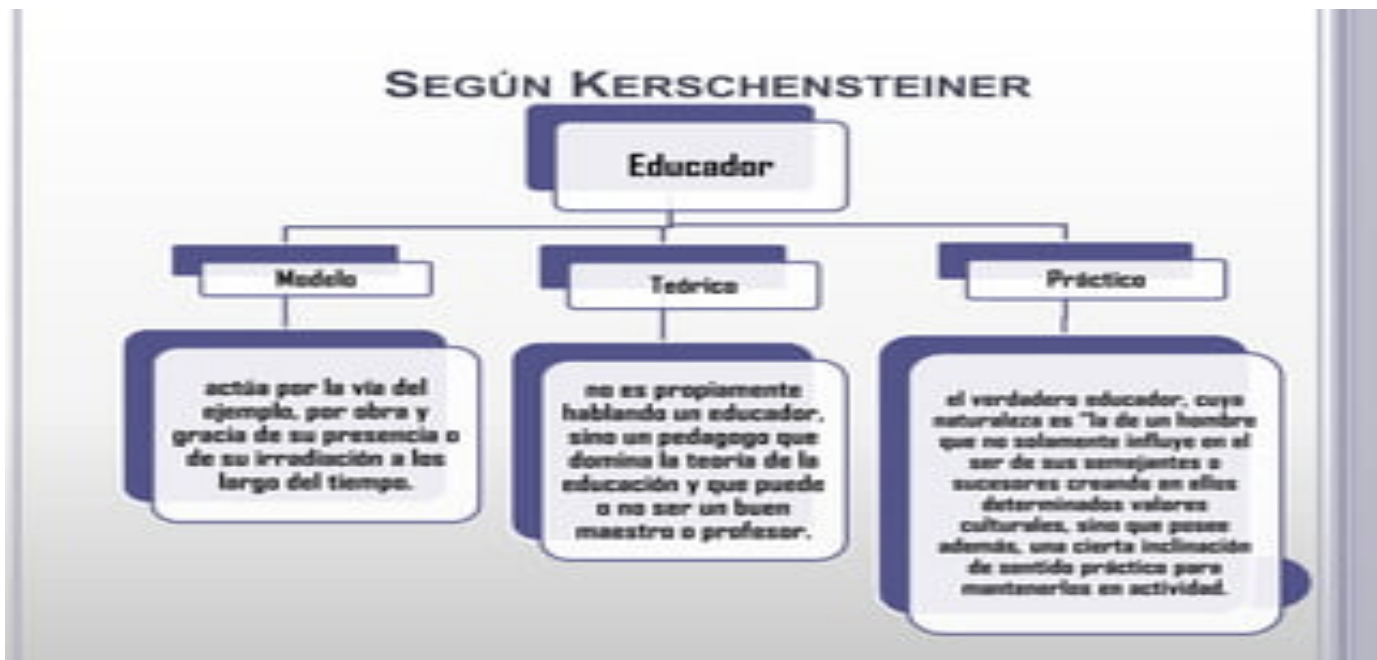 SEGÚN KERSCHENSTEINER
Educador
Modelo
Teórico
Práctico
actúa por la vía del
ejemplo, por obra y
gracia de su presencia o
de su irradiación a los
largo del tiempo.
no es propiamente
hablando un educador,
sino un pedagogo que
domina la teoría de la
educación y que puede
o no ser un buen
maestro o profesor.
el verdadero educador, cuya
naturaleza es "la de un hombre
que no solamente influye en el
ser de sus semejantes o
sucesores creando en ellos
determinados valores
culturales, sino que posee
además, una cierta inclinación
de sentido práctico para
mantenerlos en actividad.